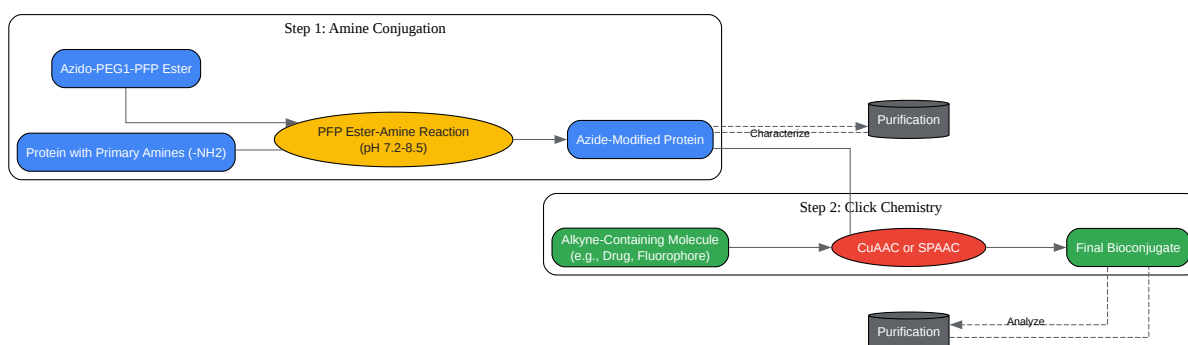 Step 1: Amine Conjugation
Azido-PEG1-PFP Ester
Protein with Primary Amines (-NH2)
PFP Ester-Amine Reaction
(pH 7.2-8.5)
Azide-Modified Protein
Characterize
Purification
Step 2: Click Chemistry
Alkyne-Containing Molecule
(e.g., Drug, Fluorophore)
CuAAC or SPAAC
Final Bioconjugate
Analyze
Purification